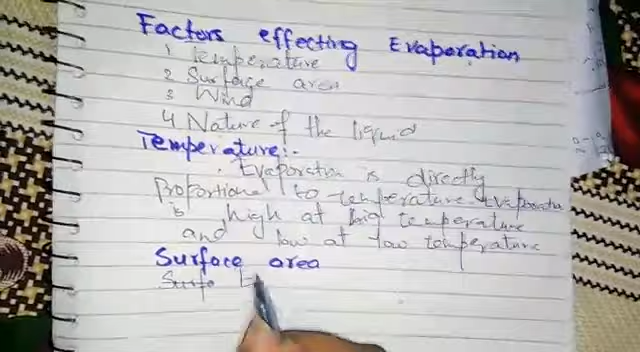 Factors effecting Evaporation
1 Temperature
2 Surface area
3 Wind
4 Nature of the liquid
Temperature:-
. Evaporation is directly
Proportional to temperature Evaporation
is high at high temperature
and low at low temperature
Surface area
Surfa